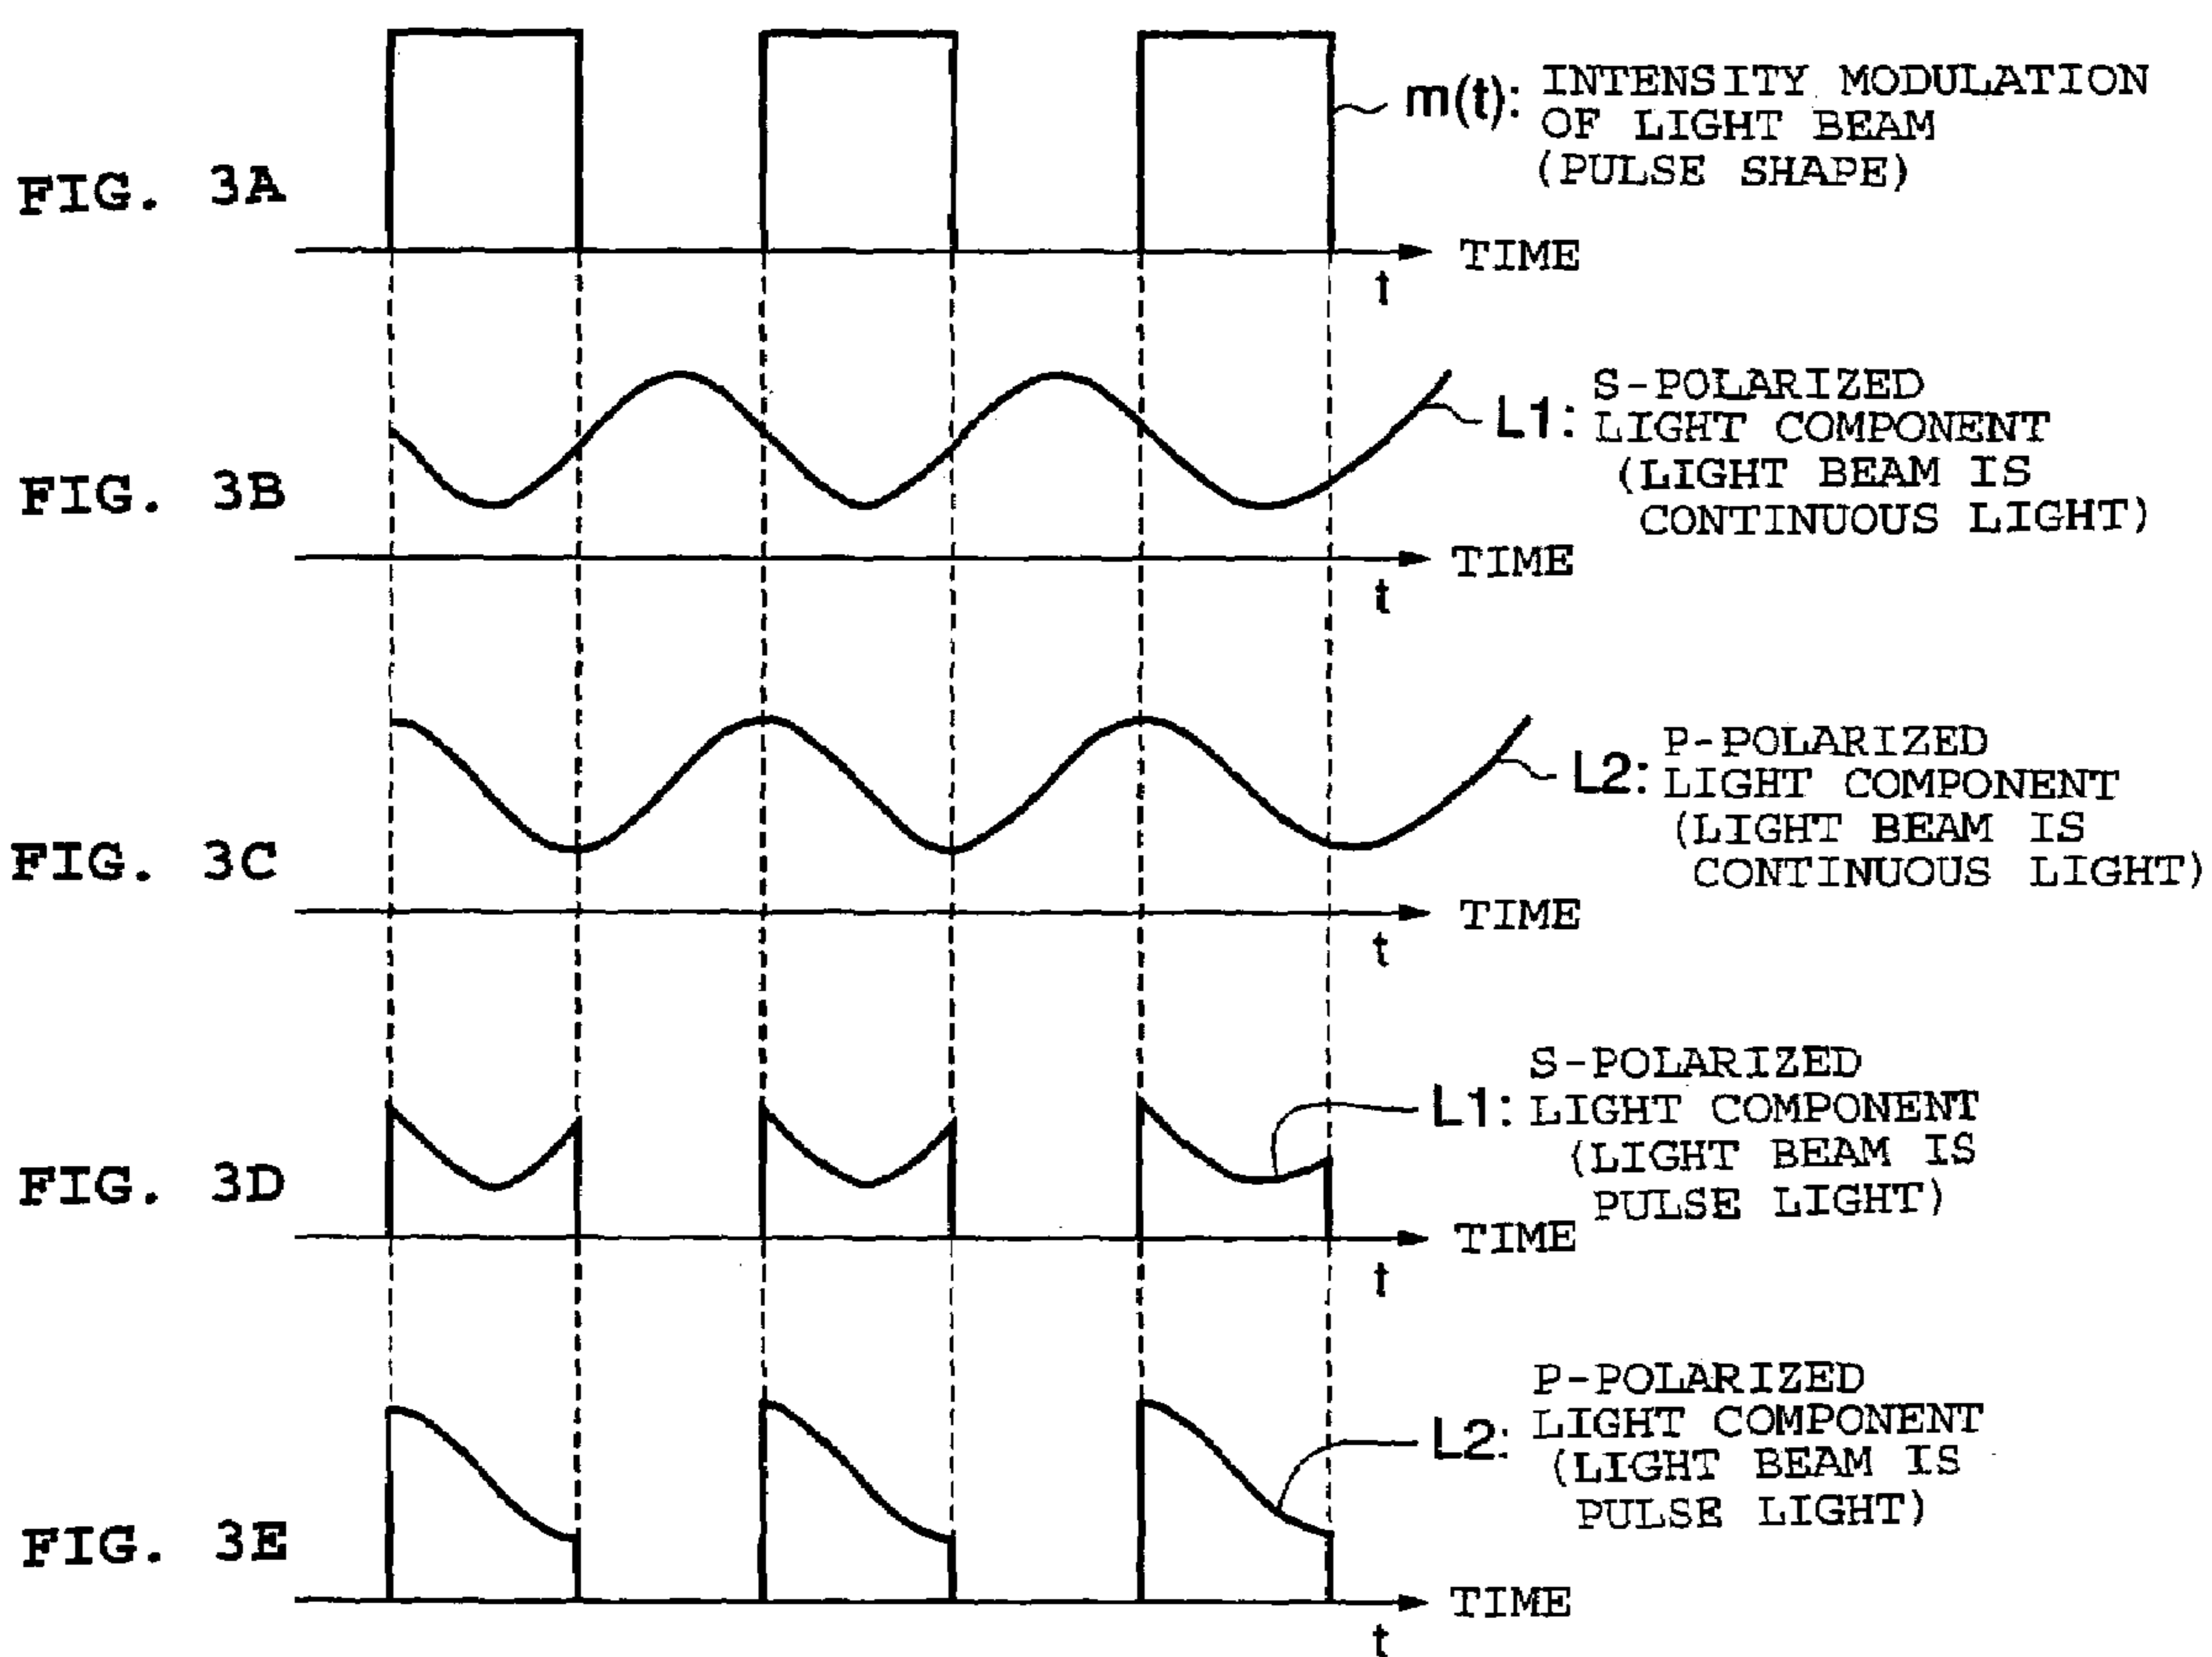 FIG. 3A
m(t): INTENSITY MODULATION
OF LIGHT BEAM
(PULSE SHAPE)
TIME
t
FIG. 3B
L1: S-POLARIZED
LIGHT COMPONENT
(LIGHT BEAM IS
CONTINUOUS LIGHT)
TIME
t
FIG. 3C
L2: P-POLARIZED
LIGHT COMPONENT
(LIGHT BEAM IS
CONTINUOUS LIGHT)
TIME
t
FIG. 3D
L1: S-POLARIZED
LIGHT COMPONENT
(LIGHT BEAM IS
PULSE LIGHT)
TIME
t
FIG. 3E
L2: P-POLARIZED
LIGHT COMPONENT
(LIGHT BEAM IS
PULSE LIGHT)
TIME
t